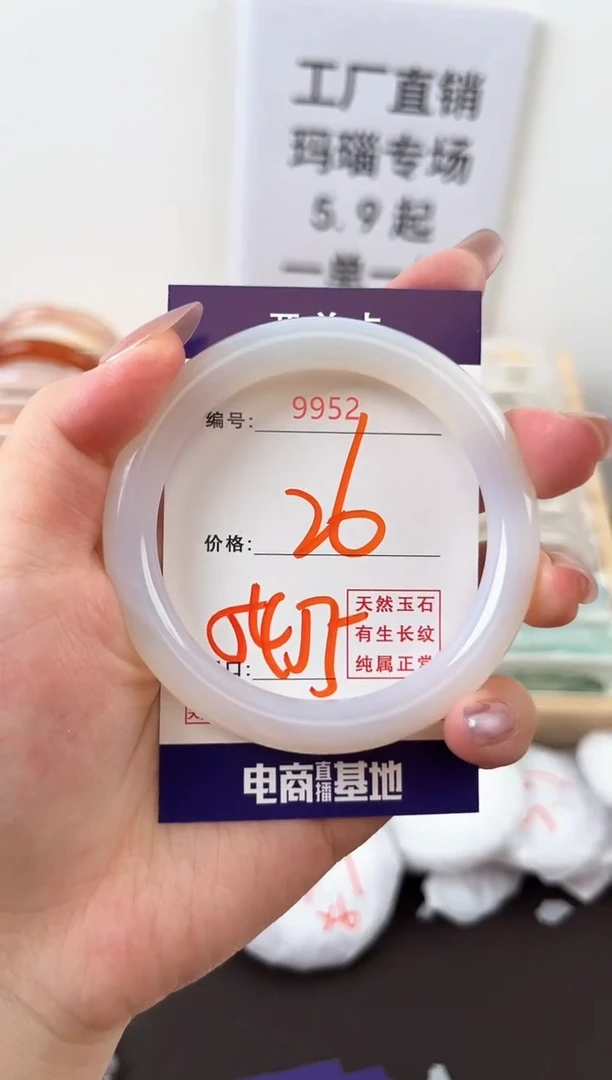 工厂直销
玛瑙专场
5.9起
编号: 9952
价格: 26
天然玉石
有生长纹
纯属正常
电商直播基地